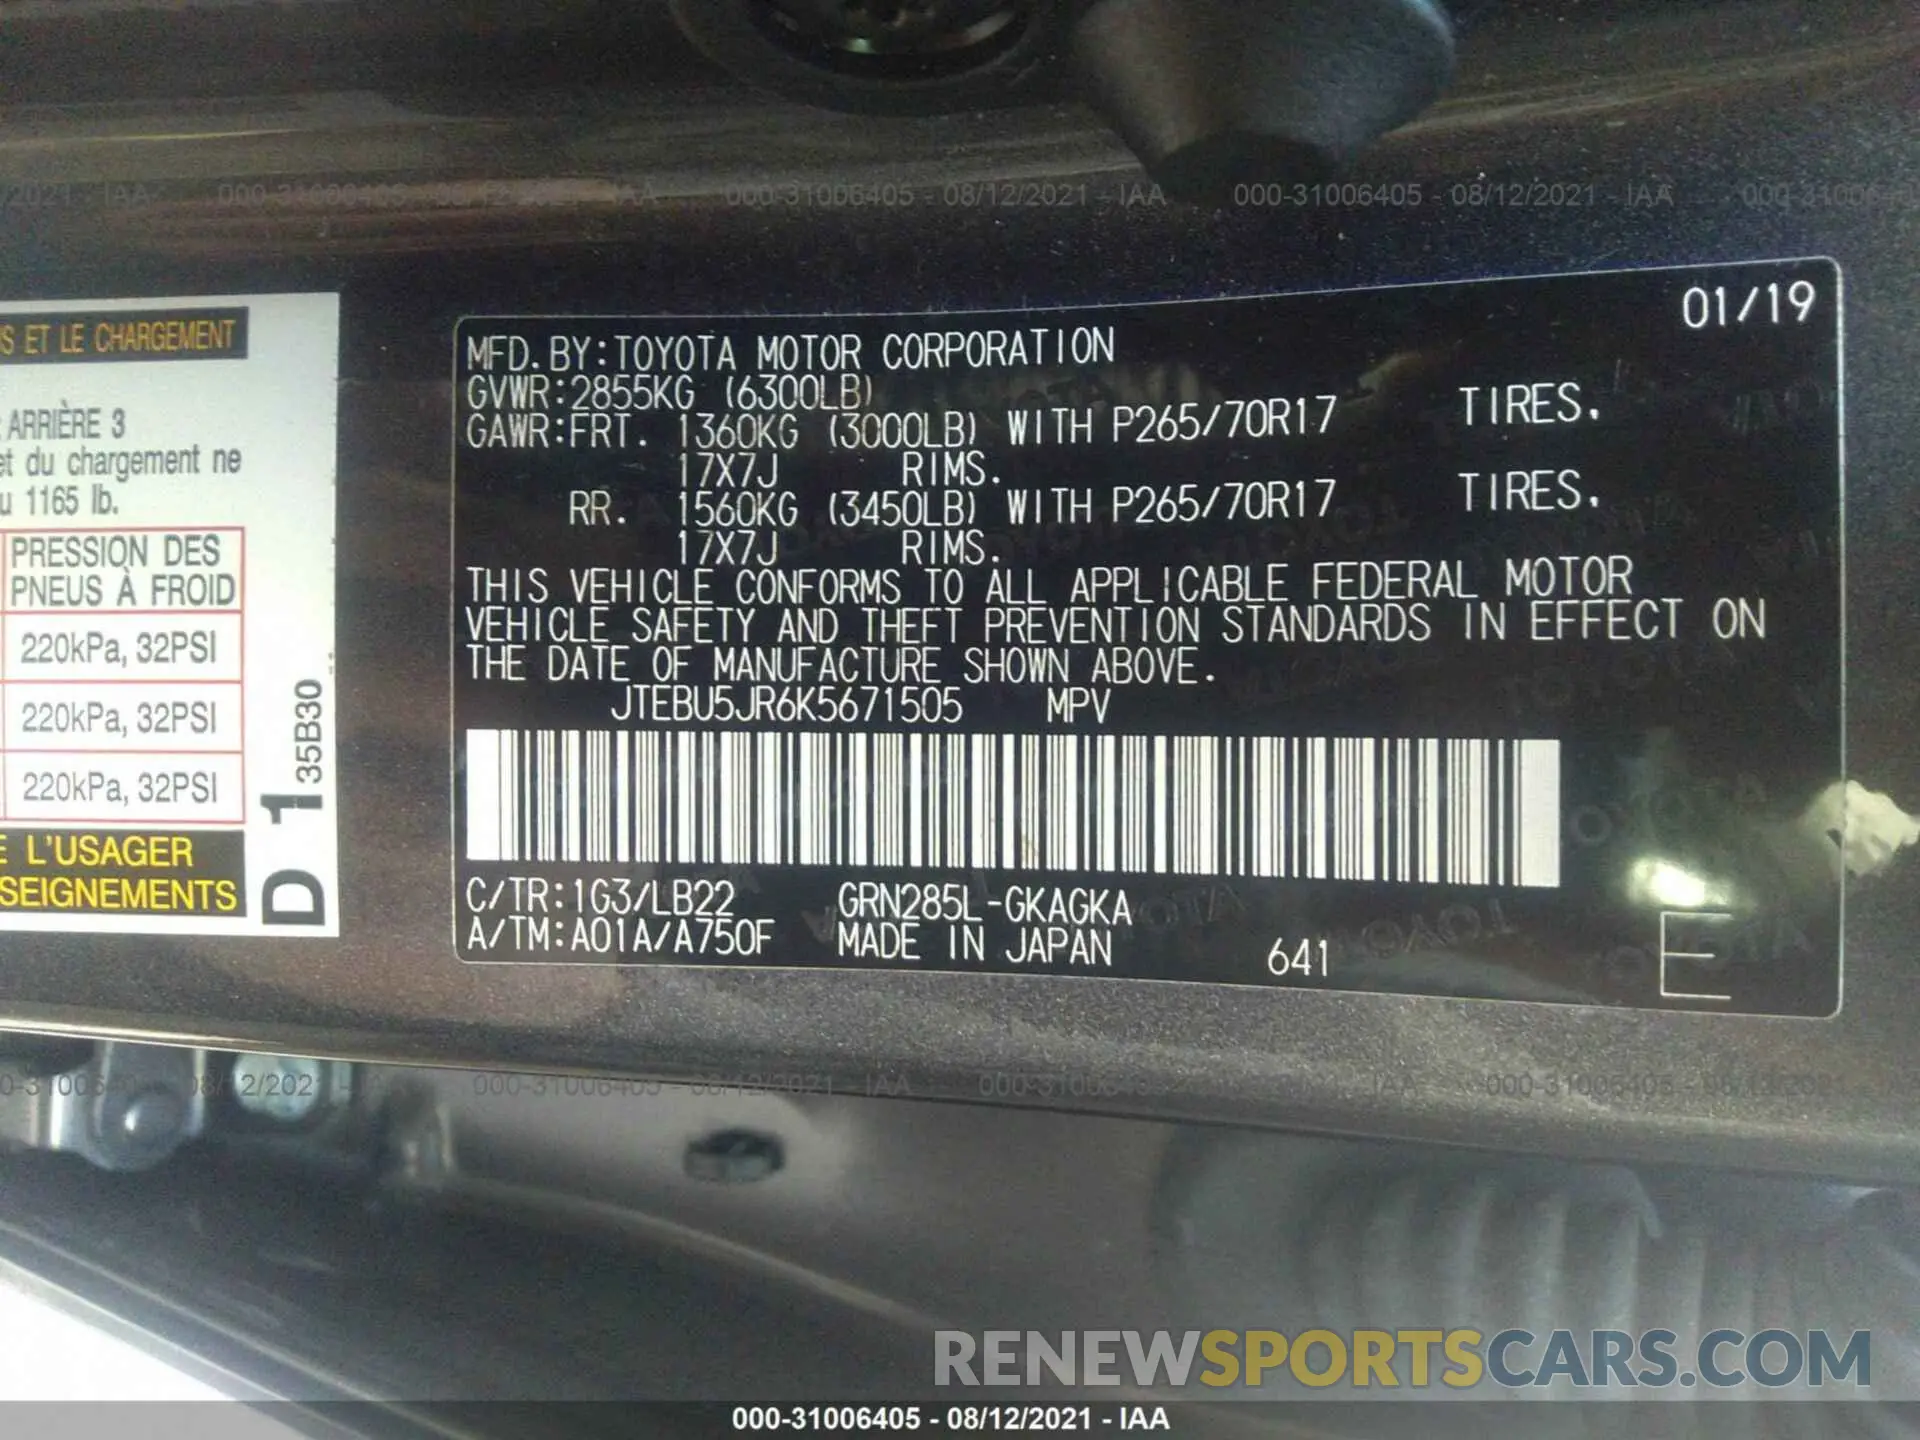 000-31006405 - 08/12/2021 - IAA
S ET LE CHARGEMENT
ARRIÈRE 3
et du chargement ne
1165 lb.
PRESSION DES
PNEUS À FROID
220kPa, 32PSI
220kPa, 32PSI
220kPa, 32PSI
L'USAGER
SEIGNEMENTS
D 1 35B30
01/19
MFD.BY:TOYOTA MOTOR CORPORATION
GVWR:2855KG (6300LB)
GAWR:FRT. 1360KG (3000LB) WITH P265/70R17 TIRES.
17X7J RIMS.
RR. 1560KG (3450LB) WITH P265/70R17 TIRES.
17X7J RIMS.
THIS VEHICLE CONFORMS TO ALL APPLICABLE FEDERAL MOTOR
VEHICLE SAFETY AND THEFT PREVENTION STANDARDS IN EFFECT ON
THE DATE OF MANUFACTURE SHOWN ABOVE.
JTEBU5JR6K5671505 MPV
C/TR:1G3/LB22 GRN285L-GKAGKA
A/TM:A01A/A750F MADE IN JAPAN 641 E
000-31006405 - 08/12/2021 - IAA
RENEWSPORTSCARS.COM
000-31006405 - 08/12/2021 - IAA